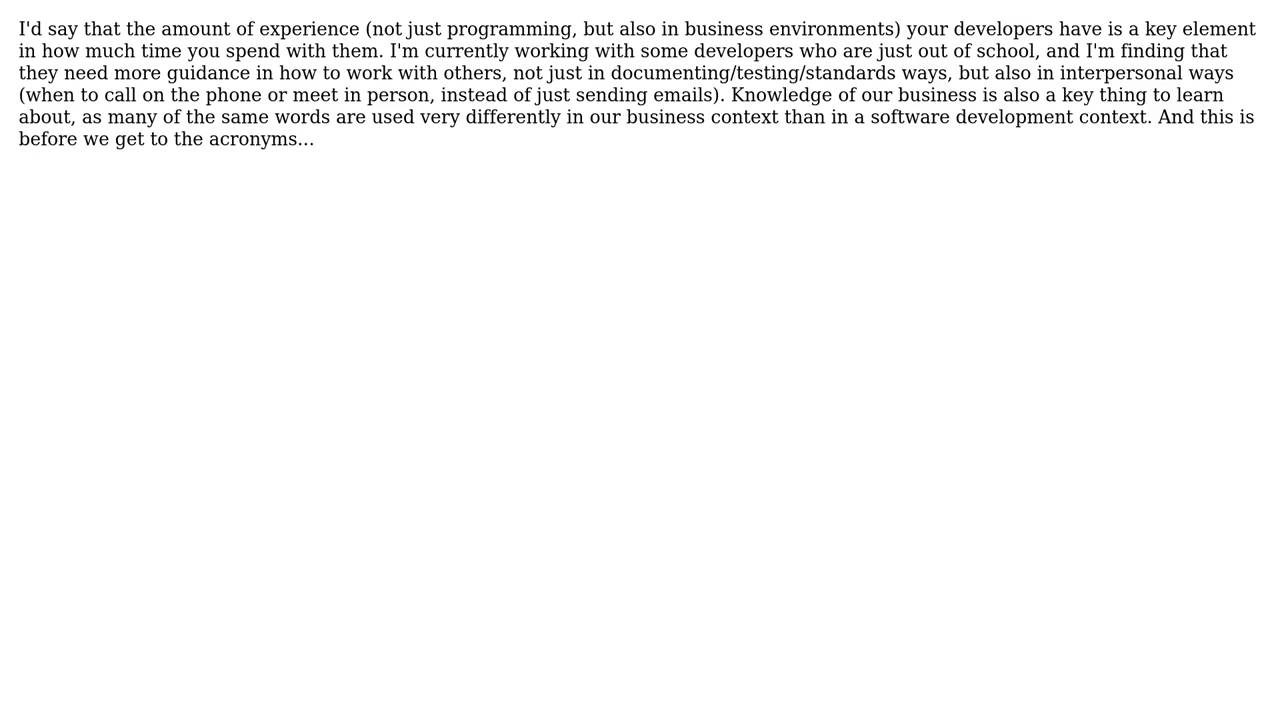 I'd say that the amount of experience (not just programming, but also in business environments) your developers have is a key element
in how much time you spend with them. I'm currently working with some developers who are just out of school, and I'm finding that
they need more guidance in how to work with others, not just in documenting/testing/standards ways, but also in interpersonal ways
(when to call on the phone or meet in person, instead of just sending emails). Knowledge of our business is also a key thing to learn
about, as many of the same words are used very differently in our business context than in a software development context. And this is
before we get to the acronyms...